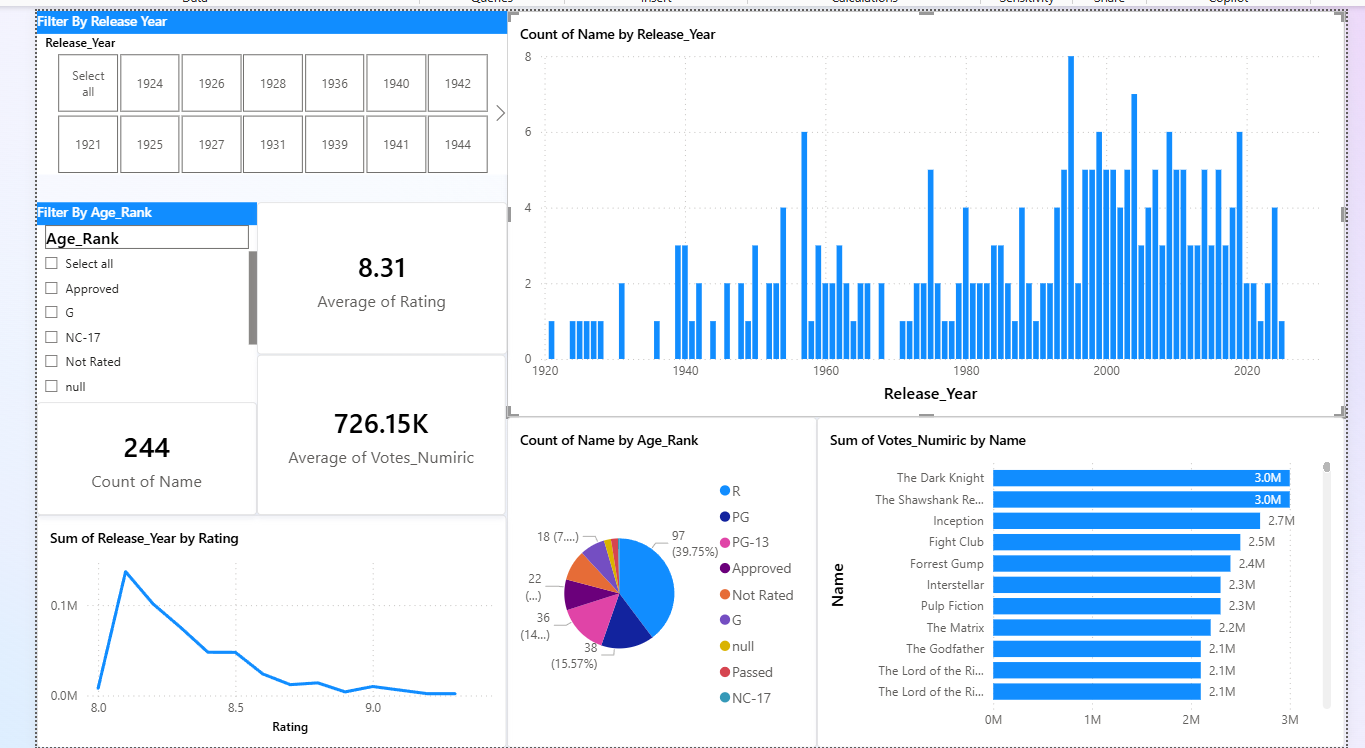 Data Queries Insert Calculations Sensitivity Share Copilot
Filter By Release Year
Release_Year
Select all
1924
1926
1928
1936
1940
1942
1921
1925
1927
1931
1939
1941
1944
Filter By Age_Rank
Age_Rank
Select all
Approved
G
NC-17
Not Rated
null
8.31
Average of Rating
244
Count of Name
726.15K
Average of Votes_Numiric
Count of Name by Release_Year
8
6
4
2
0
1920
1940
1960
1980
2000
2020
Release_Year
Sum of Release_Year by Rating
0.1M
0.0M
8.0
8.5
9.0
Rating
Count of Name by Age_Rank
18 (7....)
97
(39.75%)
22
(...)
36
(14...)
38
(15.57%)
R
PG
PG-13
Approved
Not Rated
G
null
Passed
NC-17
Sum of Votes_Numiric by Name
Name
The Dark Knight 3.0M
The Shawshank Re... 3.0M
Inception 2.7M
Fight Club 2.5M
Forrest Gump 2.4M
Interstellar 2.3M
Pulp Fiction 2.3M
The Matrix 2.2M
The Godfather 2.1M
The Lord of the Ri... 2.1M
The Lord of the Ri... 2.1M
0M
1M
2M
3M